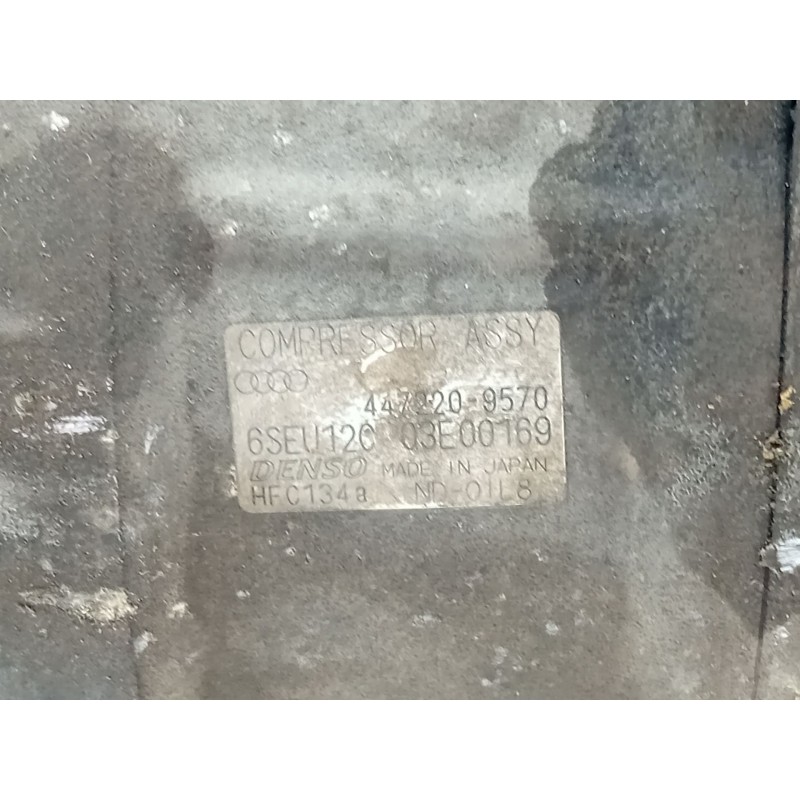 COMPRESSOR ASSY
447220-9570
6SEU12C 03E00169
DENSO MADE IN JAPAN
HFC134a ND-OIL8